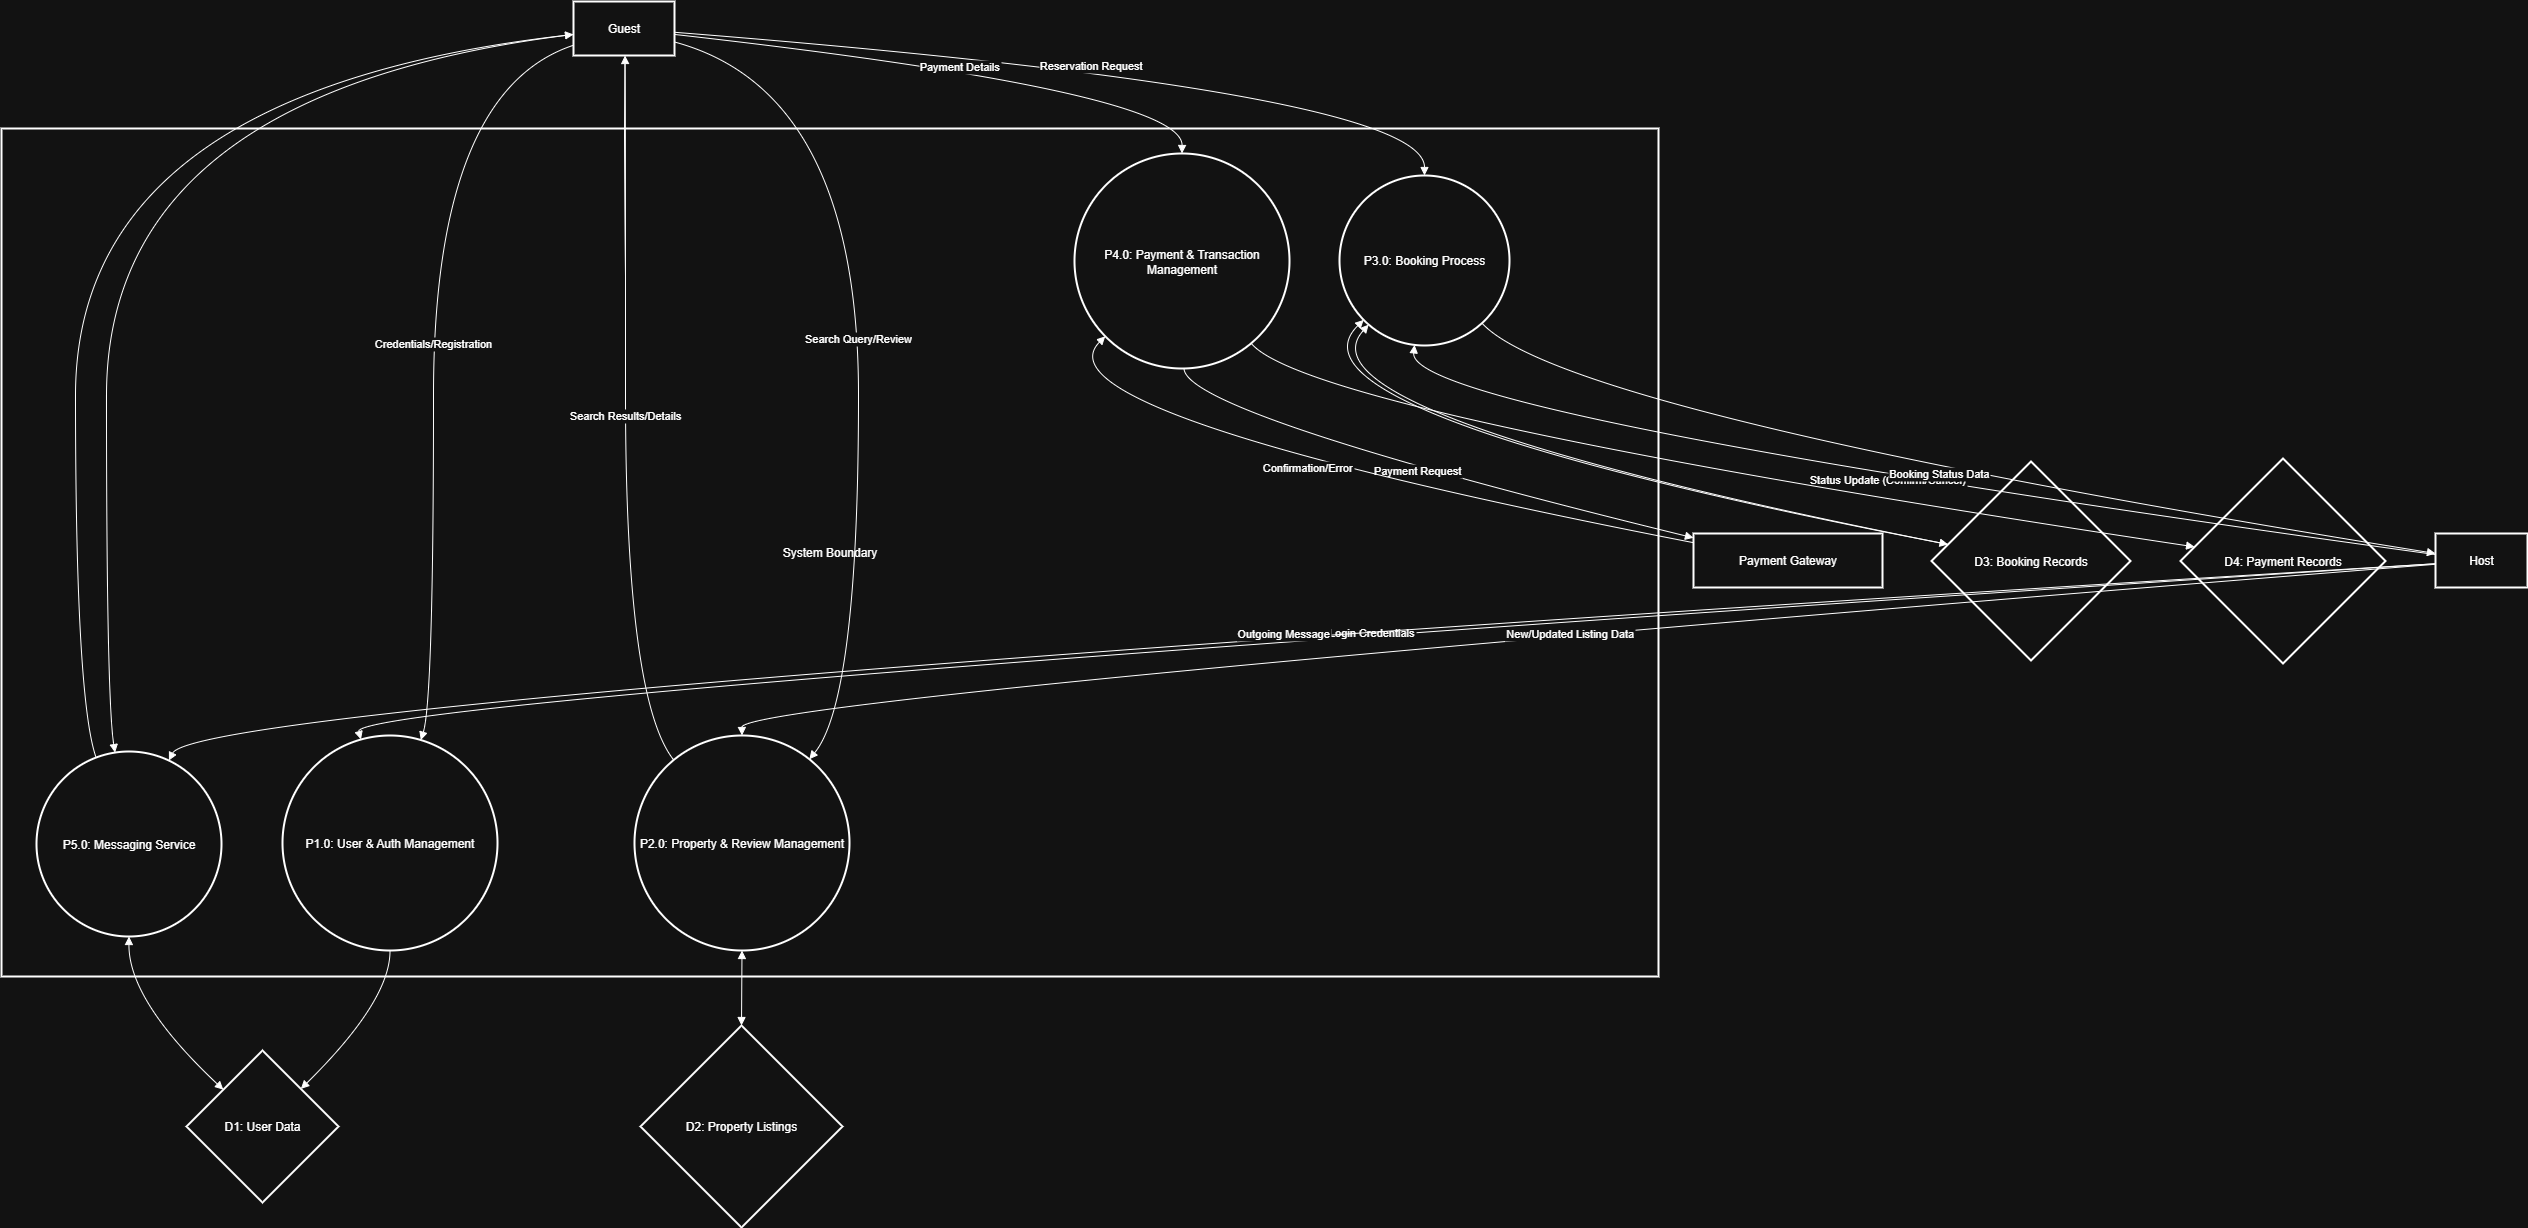 Guest
Payment Details
Reservation Request
P4.0: Payment & Transaction
Management
P3.0: Booking Process
Credentials/Registration
Search Query/Review
Search Results/Details
Confirmation/Error
Payment Request
Booking Status Data
Status Update (Confirm/Cancel)
System Boundary
Payment Gateway
D3: Booking Records
D4: Payment Records
Host
Outgoing Message
Login Credentials
New/Updated Listing Data
P5.0: Messaging Service
P1.0: User & Auth Management
P2.0: Property & Review Management
D1: User Data
D2: Property Listings